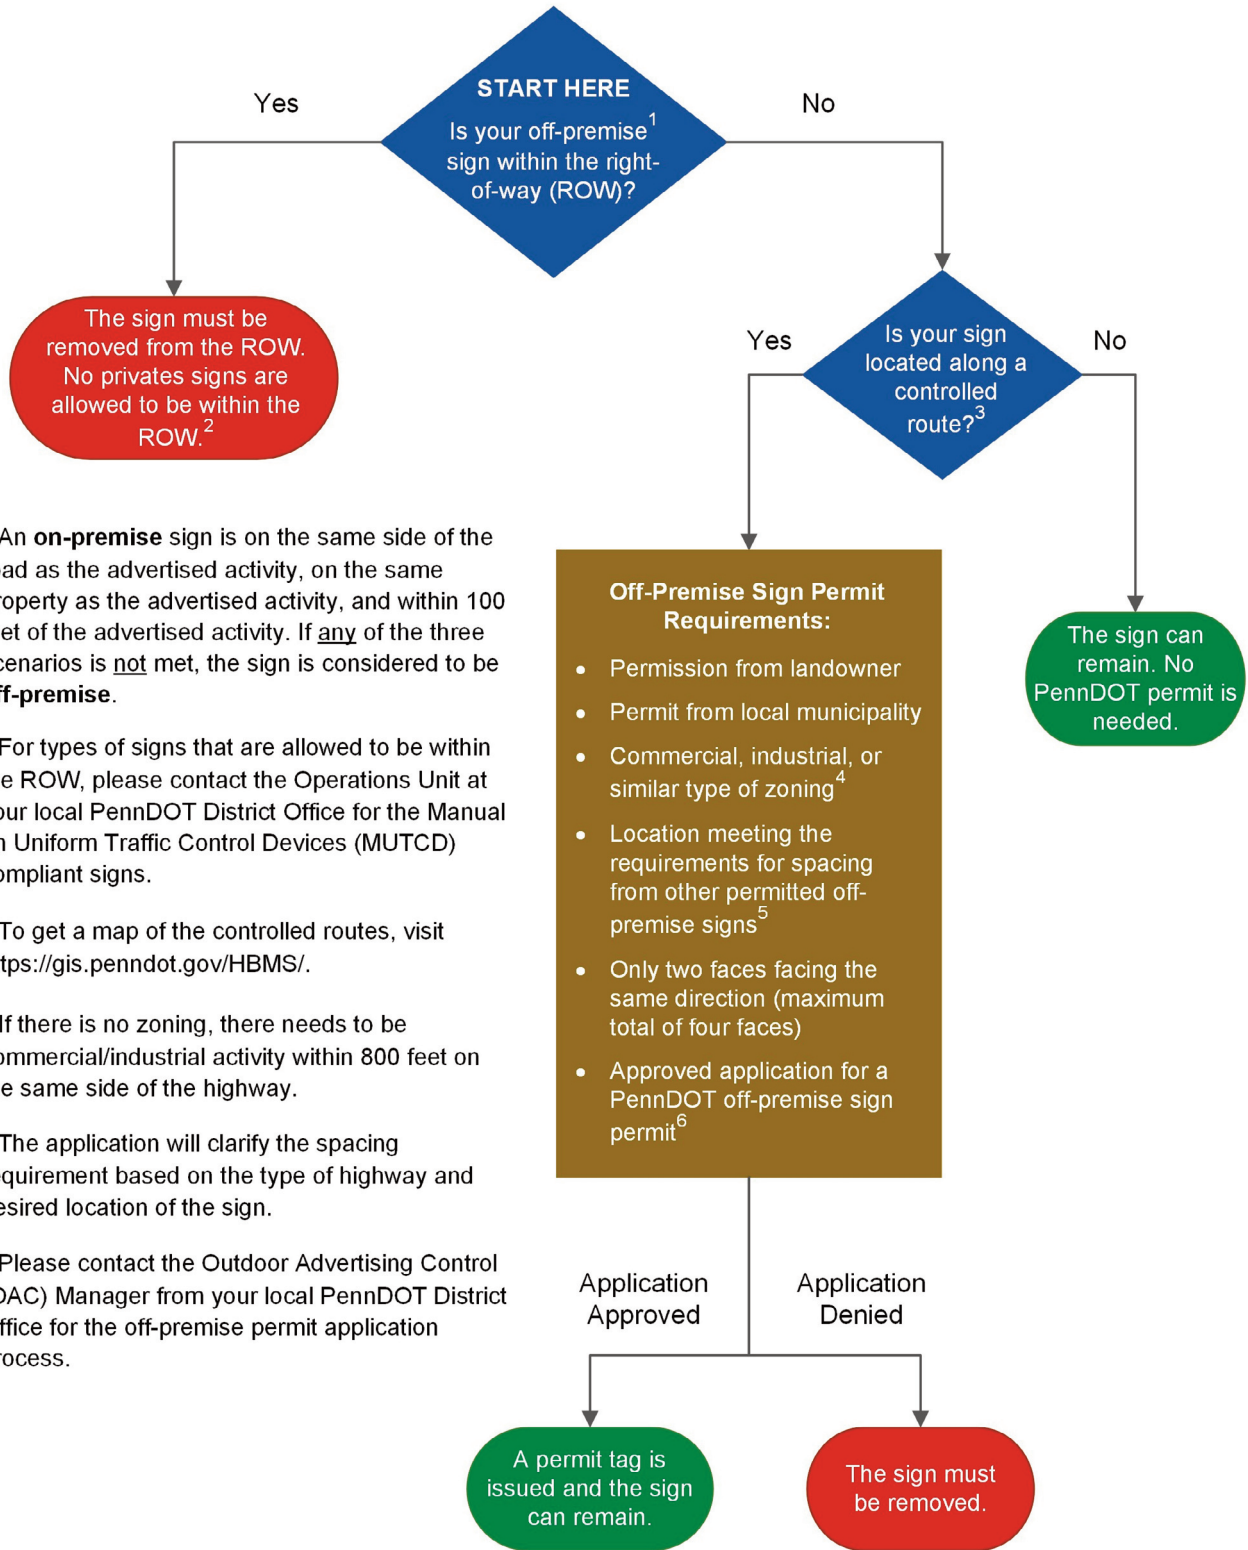 START HERE
Is your off-premise¹
sign within the right-
of-way (ROW)?
Yes
No
The sign must be
removed from the ROW.
No privates signs are
allowed to be within the
ROW.²
Is your sign
located along a
controlled
route?³
Yes
No
An on-premise sign is on the same side of the
ad as the advertised activity, on the same
roperty as the advertised activity, and within 100
et of the advertised activity. If any of the three
cenarios is not met, the sign is considered to be
ff-premise.
For types of signs that are allowed to be within
e ROW, please contact the Operations Unit at
our local PennDOT District Office for the Manual
n Uniform Traffic Control Devices (MUTCD)
ompliant signs.
To get a map of the controlled routes, visit
tps://gis.penndot.gov/HBMS/.
If there is no zoning, there needs to be
ommercial/industrial activity within 800 feet on
e same side of the highway.
The application will clarify the spacing
equirement based on the type of highway and
esired location of the sign.
Please contact the Outdoor Advertising Control
OAC) Manager from your local PennDOT District
ffice for the off-premise permit application
rocess.
Off-Premise Sign Permit
Requirements:
• Permission from landowner
• Permit from local municipality
• Commercial, industrial, or
similar type of zoning⁴
• Location meeting the
requirements for spacing
from other permitted off-
premise signs⁵
• Only two faces facing the
same direction (maximum
total of four faces)
• Approved application for a
PennDOT off-premise sign
permit⁶
The sign can
remain. No
PennDOT permit is
needed.
Application
Approved
Application
Denied
A permit tag is
issued and the sign
can remain.
The sign must
be removed.